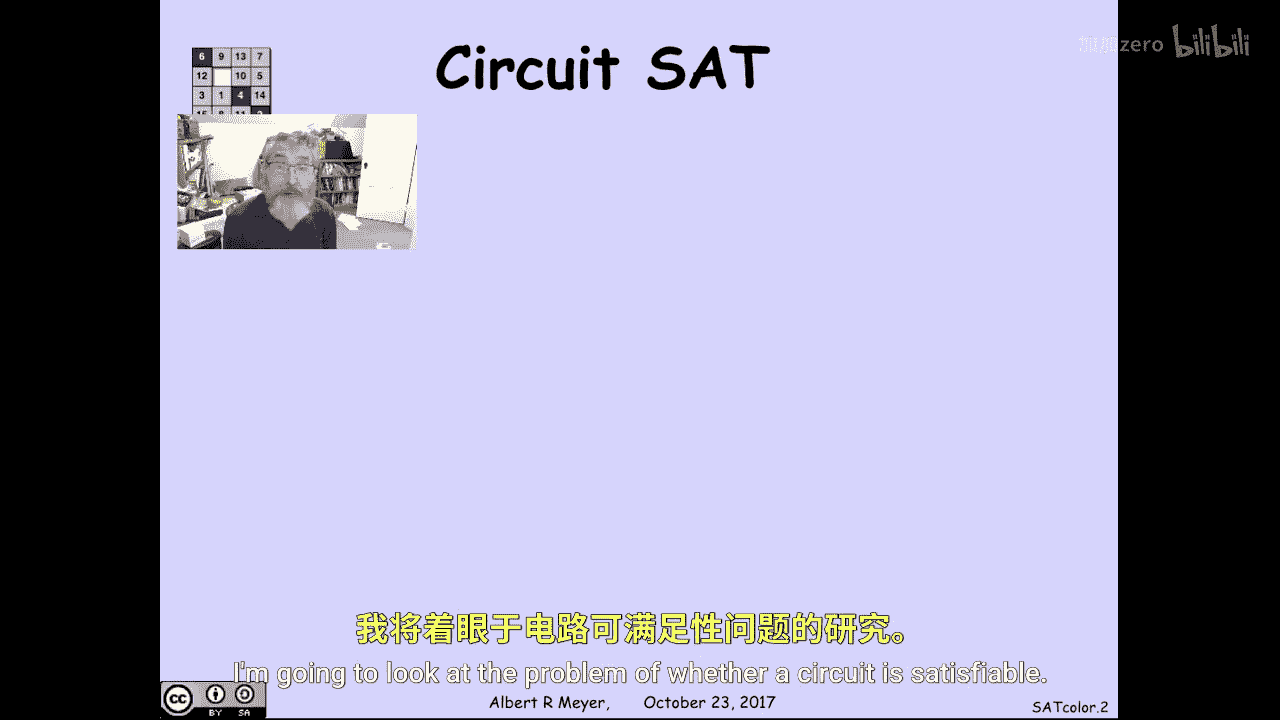 Circuit SAT
zero bilibili
6 9 13 7
12 10 5
3 1 4 14
我将着眼于电路可满足性问题的研究。
I'm going to look at the problem of whether a circuit is satisfiable.
cc
BY SA
Albert R Meyer, October 23, 2017
SATcolor.2